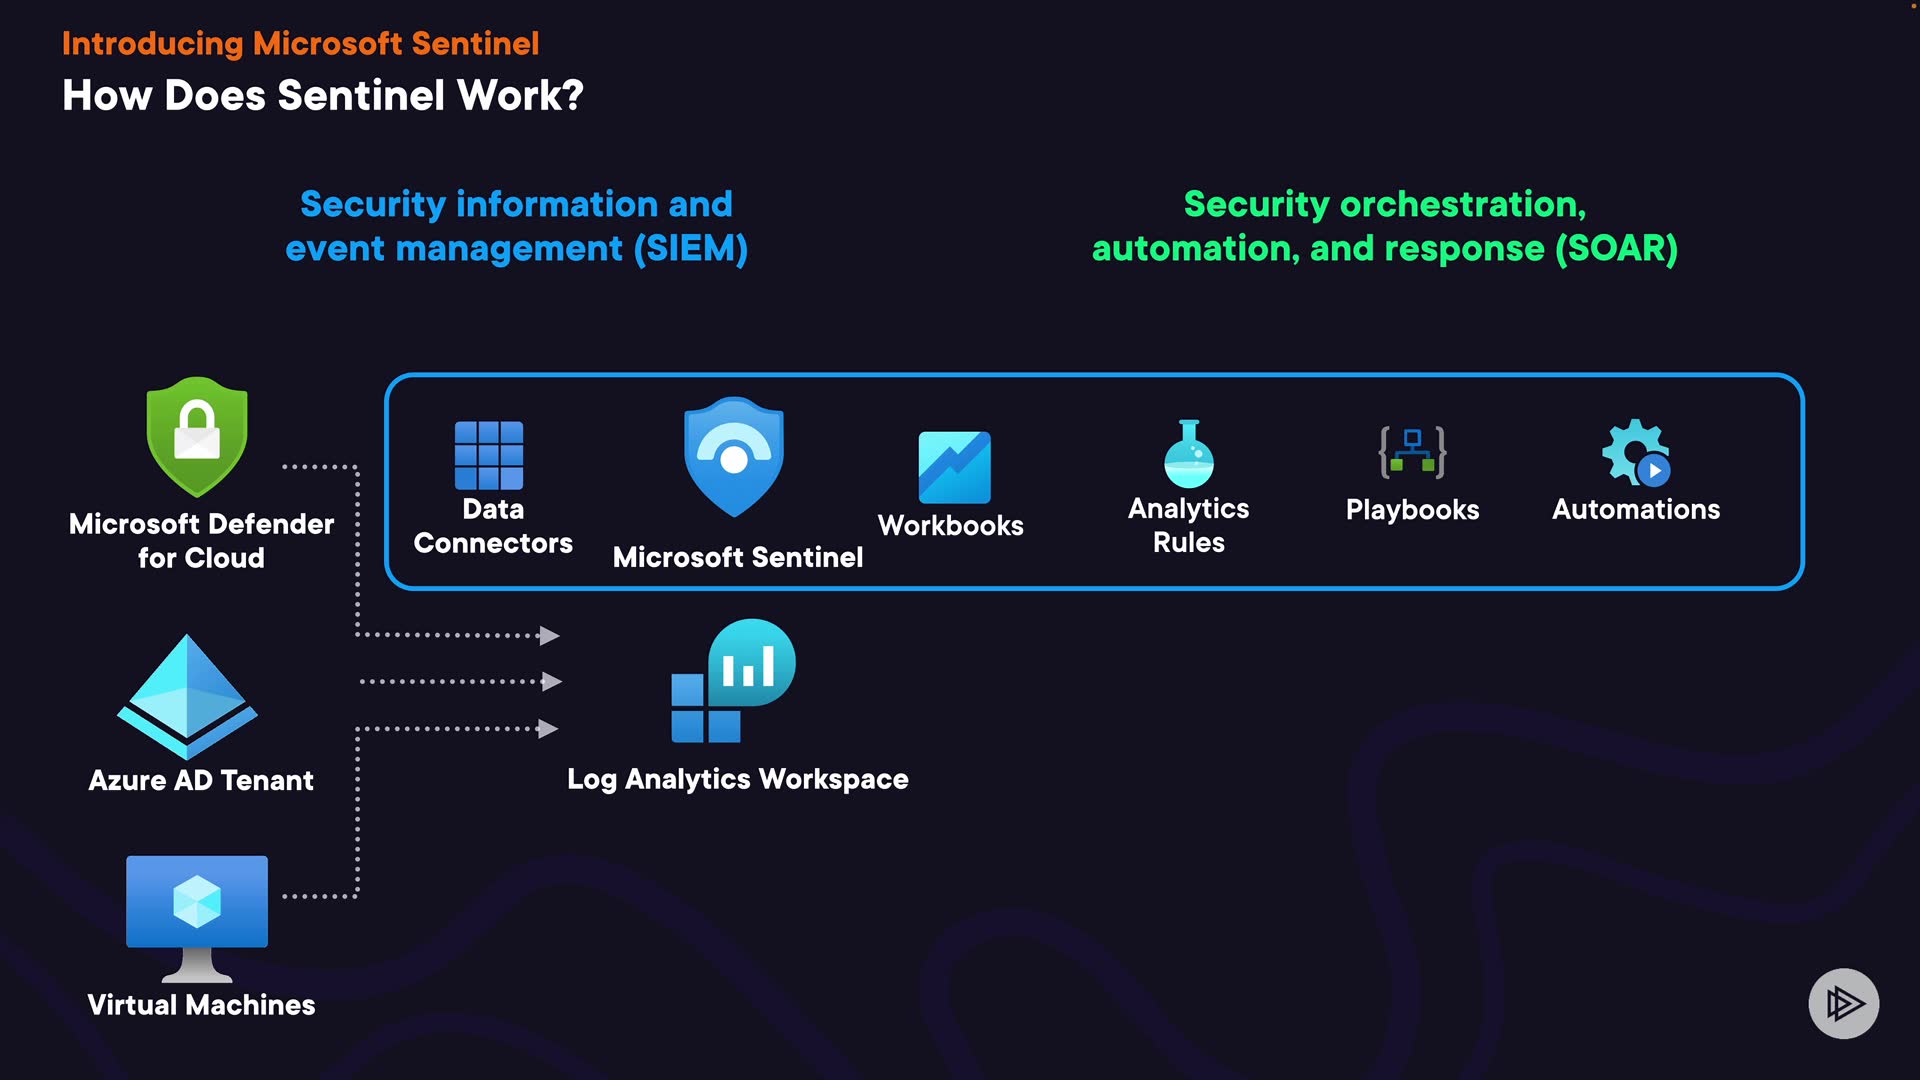 Introducing Microsoft Sentinel
How Does Sentinel Work?
Security information and
event management (SIEM)
Security orchestration,
automation, and response (SOAR)
Microsoft Defender
for Cloud
Data
Connectors
Microsoft Sentinel
Workbooks
Analytics
Rules
Playbooks
Automations
Azure AD Tenant
Log Analytics Workspace
Virtual Machines